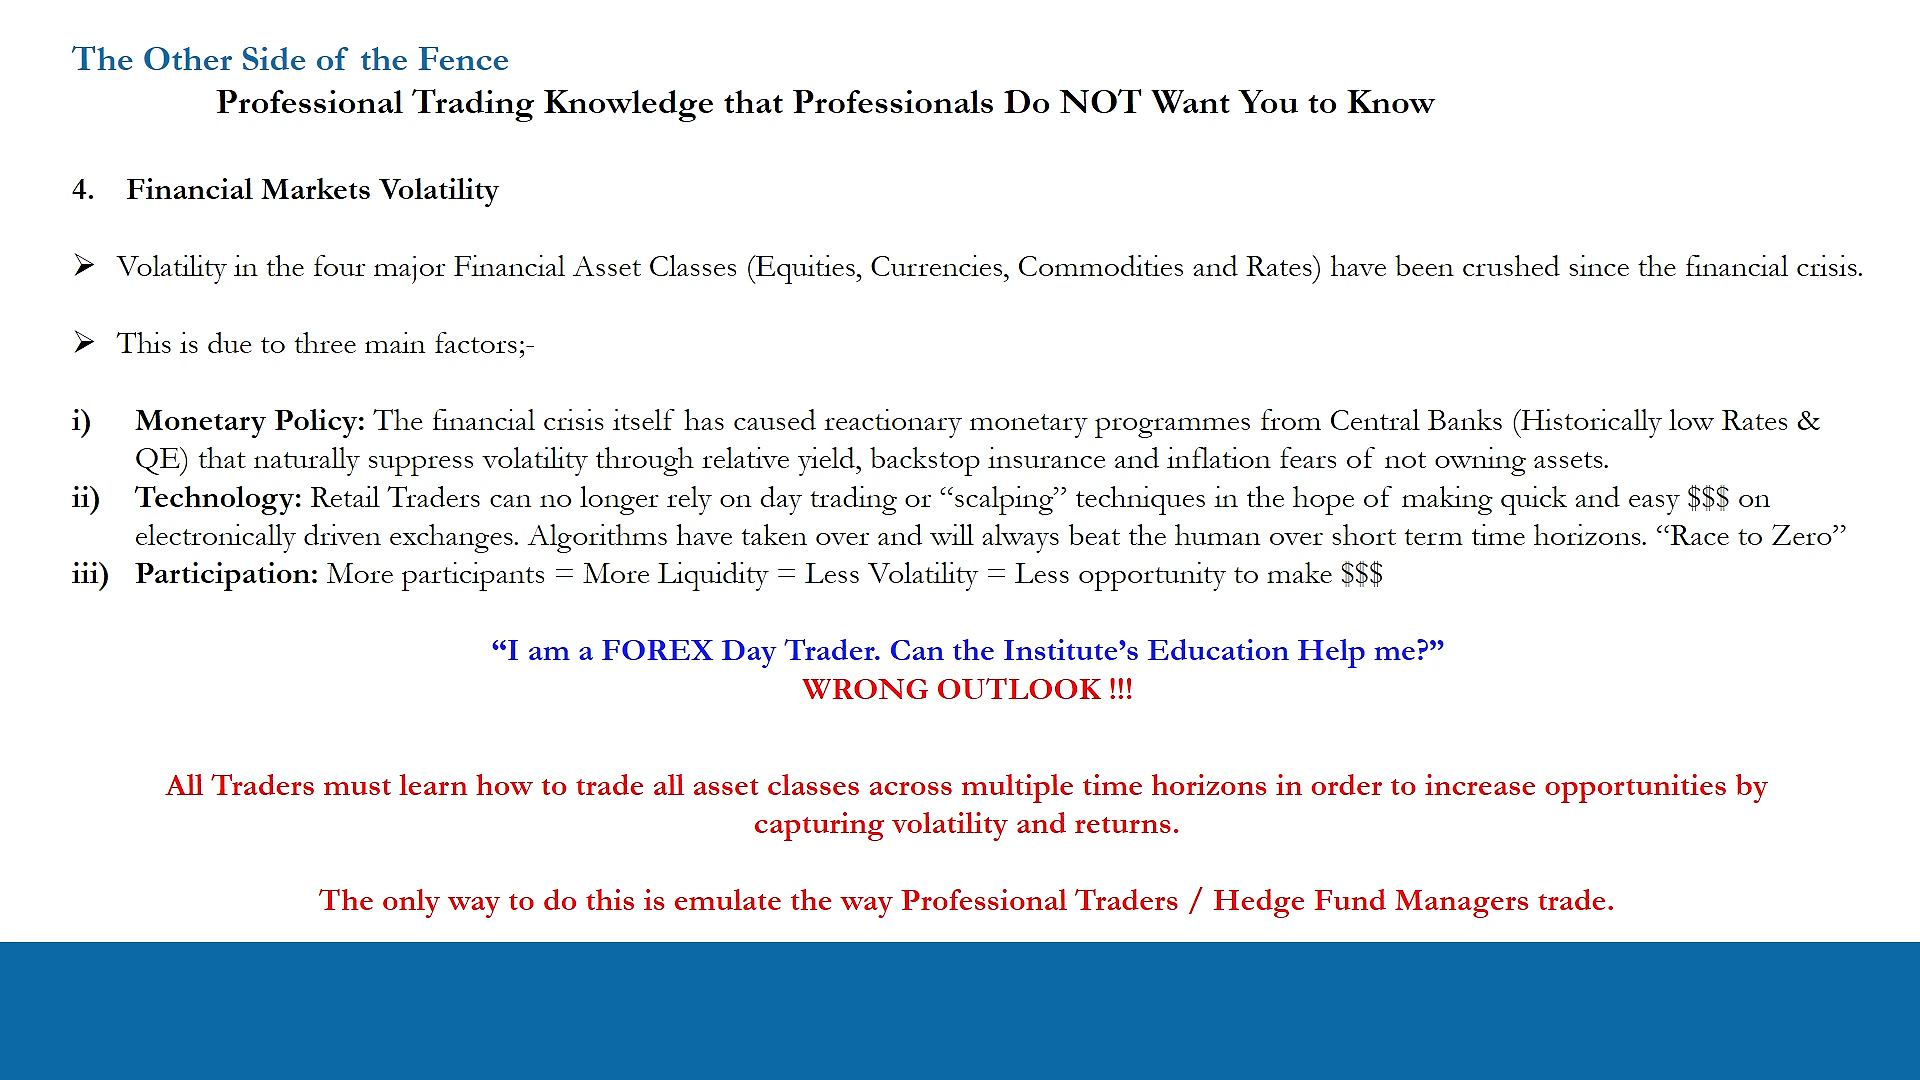 The Other Side of the Fence
Professional Trading Knowledge that Professionals Do NOT Want You to Know
4. Financial Markets Volatility
➢ Volatility in the four major Financial Asset Classes (Equities, Currencies, Commodities and Rates) have been crushed since the financial crisis.
➢ This is due to three main factors;-
i) Monetary Policy: The financial crisis itself has caused reactionary monetary programmes from Central Banks (Historically low Rates &
QE) that naturally suppress volatility through relative yield, backstop insurance and inflation fears of not owning assets.
ii) Technology: Retail Traders can no longer rely on day trading or “scalping” techniques in the hope of making quick and easy $$$ on
electronically driven exchanges. Algorithms have taken over and will always beat the human over short term time horizons. “Race to Zero”
iii) Participation: More participants = More Liquidity = Less Volatility = Less opportunity to make $$$
“I am a FOREX Day Trader. Can the Institute’s Education Help me?”
WRONG OUTLOOK !!!
All Traders must learn how to trade all asset classes across multiple time horizons in order to increase opportunities by
capturing volatility and returns.
The only way to do this is emulate the way Professional Traders / Hedge Fund Managers trade.